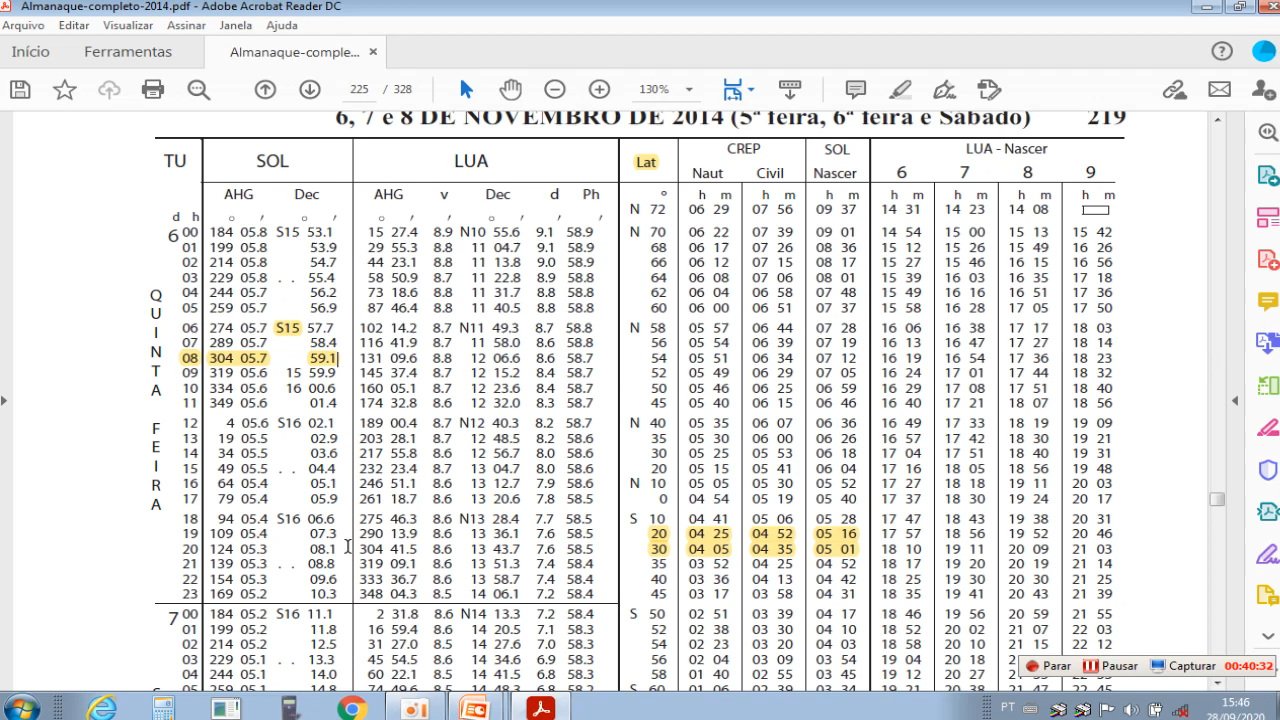 Almanaque-completo-2014.pdf - Adobe Acrobat Reader DC
Arquivo Editar Visualizar Assinar Janela Ajuda
Início Ferramentas Almanaque-comple... ×
225 / 328 130%
6, 7 e 8 DE NOVEMBRO DE 2014 (5ª feira, 6ª feira e Sábado) 219
TU SOL LUA Lat CREP SOL LUA - Nascer
Naut Civil Nascer 6 7 8 9
AHG Dec AHG v Dec d Ph o h m h m h m h m h m h m h m
d h o , o , o , o , , N 72 06 29 07 56 09 37 14 31 14 23 14 08
6 00 184 05.8 S15 53.1 15 27.4 8.9 N10 55.6 9.1 58.9 N 70 06 22 07 39 09 01 14 54 15 00 15 13 15 42
01 199 05.8 53.9 29 55.3 8.8 11 04.7 9.1 58.9 68 06 17 07 26 08 36 15 12 15 26 15 49 16 26
02 214 05.8 54.7 44 23.1 8.8 11 13.8 9.0 58.9 66 06 12 07 15 08 17 15 27 15 46 16 15 16 56
03 229 05.8 . . 55.4 58 50.9 8.7 11 22.8 8.9 58.8 64 06 08 07 06 08 01 15 39 16 03 16 35 17 18
04 244 05.7 56.2 73 18.6 8.8 11 31.7 8.8 58.8 62 06 04 06 58 07 48 15 49 16 16 16 51 17 36
05 259 05.7 56.9 87 46.4 8.8 11 40.5 8.8 58.8 60 06 00 06 51 07 37 15 58 16 28 17 05 17 50
06 274 05.7 S15 57.7 102 14.2 8.7 N11 49.3 8.7 58.8 N 58 05 57 06 44 07 28 16 06 16 38 17 17 18 03
07 289 05.7 58.4 116 41.9 8.7 11 58.0 8.6 58.8 56 05 54 06 39 07 19 16 13 16 47 17 27 18 14
08 304 05.7 59.1 131 09.6 8.8 12 06.6 8.6 58.7 54 05 51 06 34 07 12 16 19 16 54 17 36 18 23
09 319 05.6 15 59.9 145 37.4 8.7 12 15.2 8.4 58.7 52 05 49 06 29 07 05 16 24 17 01 17 44 18 32
10 334 05.6 16 00.6 160 05.1 8.7 12 23.6 8.4 58.7 50 05 46 06 25 06 59 16 29 17 08 17 51 18 40
11 349 05.6 01.4 174 32.8 8.6 12 32.0 8.3 58.7 45 05 40 06 15 06 46 16 40 17 21 18 07 18 56
12 4 05.6 S16 02.1 189 00.4 8.7 N12 40.3 8.2 58.7 N 40 05 35 06 07 06 36 16 49 17 33 18 19 19 09
13 19 05.5 02.9 203 28.1 8.7 12 48.5 8.2 58.6 35 05 30 06 00 06 26 16 57 17 42 18 30 19 21
14 34 05.5 03.6 217 55.8 8.6 12 56.7 8.0 58.6 30 05 25 05 53 06 18 17 04 17 51 18 40 19 31
15 49 05.5 . . 04.4 232 23.4 8.7 13 04.7 8.0 58.6 20 05 15 05 41 06 04 17 16 18 05 18 56 19 48
16 64 05.4 05.1 246 51.1 8.6 13 12.7 7.9 58.6 N 10 05 05 05 30 05 52 17 27 18 18 19 11 20 03
17 79 05.4 05.9 261 18.7 8.6 13 20.6 7.8 58.5 0 04 54 05 19 05 40 17 37 18 30 19 24 20 17
18 94 05.4 S16 06.6 275 46.3 8.6 N13 28.4 7.7 58.5 S 10 04 41 05 06 05 28 17 47 18 43 19 38 20 31
19 109 05.4 07.3 290 13.9 8.6 13 36.1 7.6 58.5 20 04 25 04 52 05 16 17 57 18 56 19 52 20 46
20 124 05.3 08.1 304 41.5 8.6 13 43.7 7.6 58.5 30 04 05 04 35 05 01 18 10 19 11 20 09 21 03
21 139 05.3 . . 08.8 319 09.1 8.6 13 51.3 7.4 58.4 35 03 52 04 25 04 52 18 17 19 20 20 19 21 14
22 154 05.3 09.6 333 36.7 8.6 13 58.7 7.4 58.4 40 03 36 04 13 04 42 18 25 19 30 20 30 21 25
23 169 05.2 10.3 348 04.3 8.5 14 06.1 7.2 58.4 45 03 17 03 58 04 31 18 35 19 41 20 43 21 39
7 00 184 05.2 S16 11.1 2 31.8 8.6 N14 13.3 7.2 58.4 S 50 02 51 03 39 04 17 18 46 19 56 20 59 21 55
01 199 05.2 11.8 16 59.4 8.6 14 20.5 7.1 58.3 52 02 38 03 30 04 10 18 52 20 02 21 07 22 03
02 214 05.2 12.5 31 27.0 8.5 14 27.6 7.0 58.3 54 02 23 03 20 04 03 18 58 20 10 21 15 22 12
03 229 05.1 . . 13.3 45 54.5 8.6 14 34.6 6.9 58.3 56 02 04 03 09 03 54 19 04 20 18
04 244 05.1 14.0 60 22.1 8.5 14 41.5 6.8 58.3 58 01 40 02 55 03 45 19 12
05 259 05.1 14.8 74 49.6 8.5 14 48.3 6.8 58.2 S 60 01 06 02 39 03 34 19 21 20 37 21 47 22 45
QUINTA FEIRA
Parar Pausar Capturar 00:40:32
PT 15:46
28/09/2020